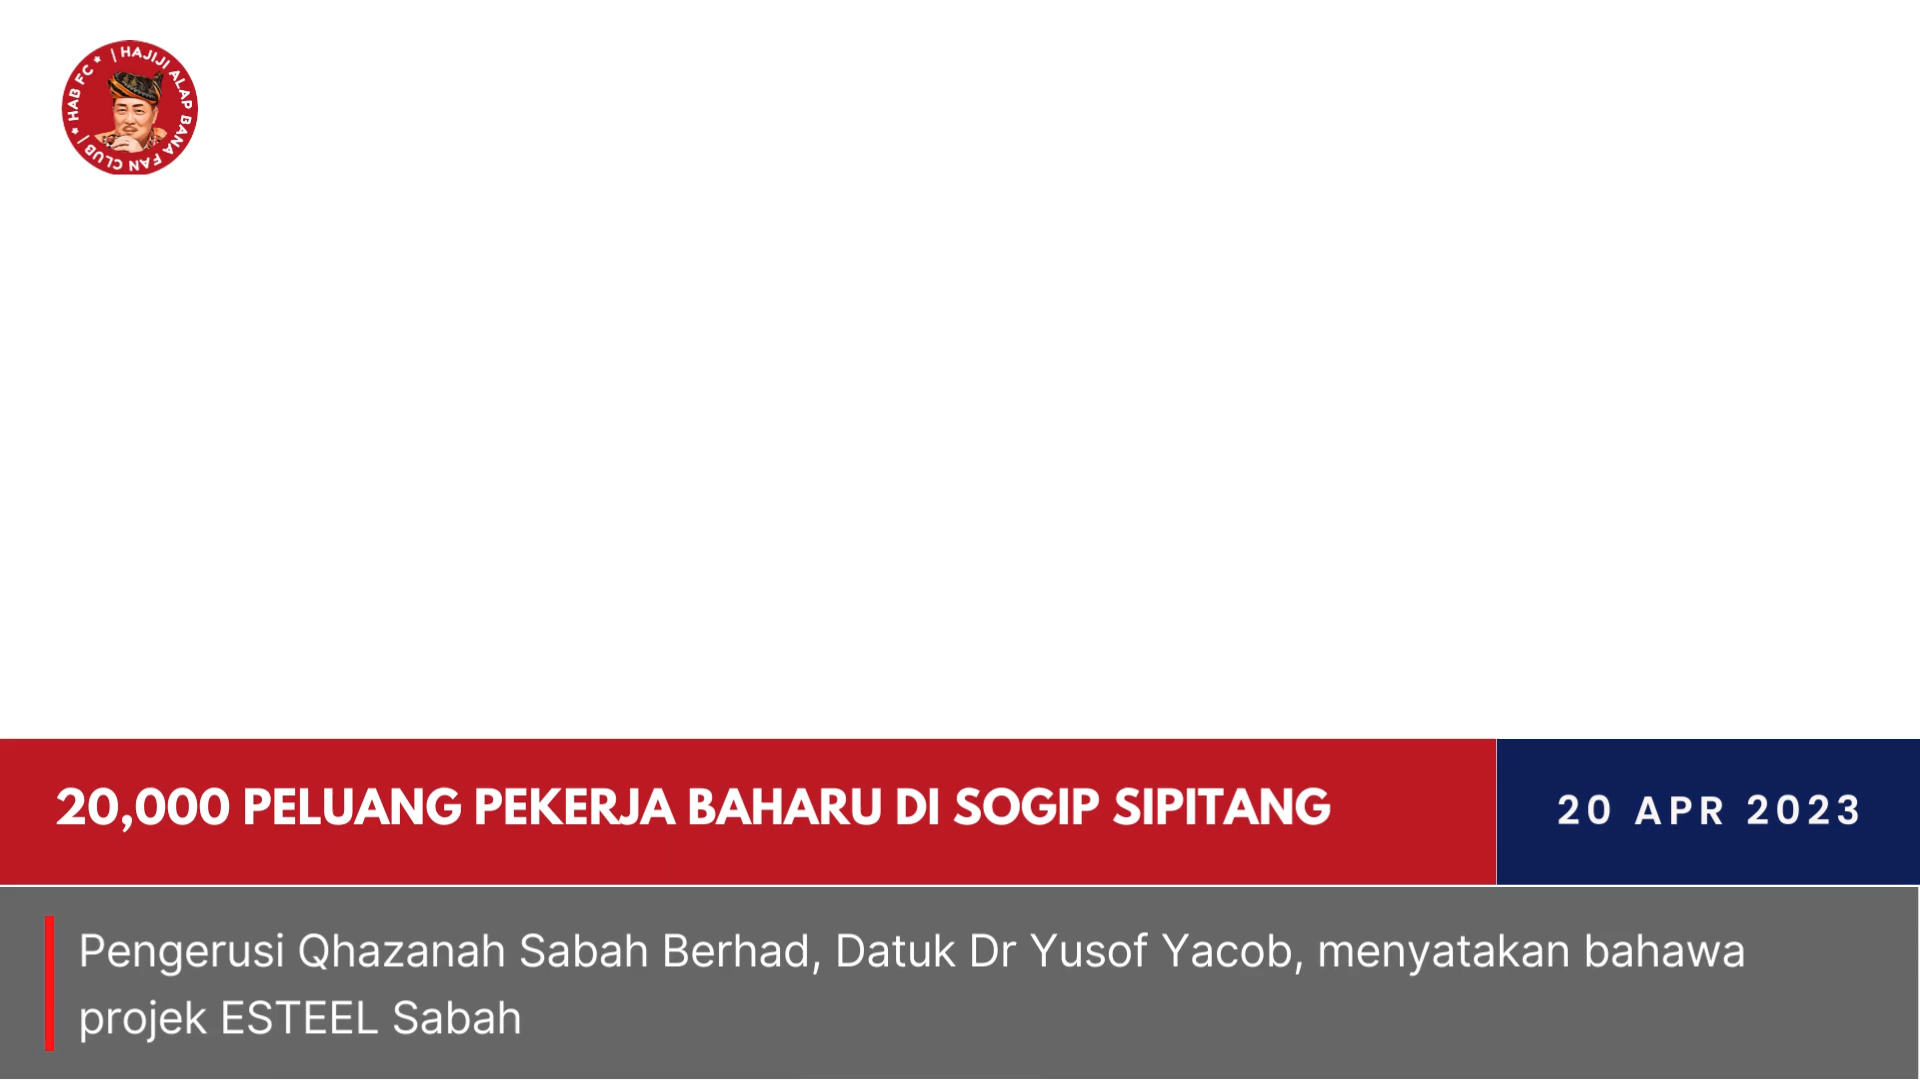 | HAJIJI ALAP BANA FAN CLUB | * HAB FC *
20,000 PELUANG PEKERJA BAHARU DI SOGIP SIPITANG
20 APR 2023
Pengerusi Qhazanah Sabah Berhad, Datuk Dr Yusof Yacob, menyatakan bahawa
projek ESTEEL Sabah